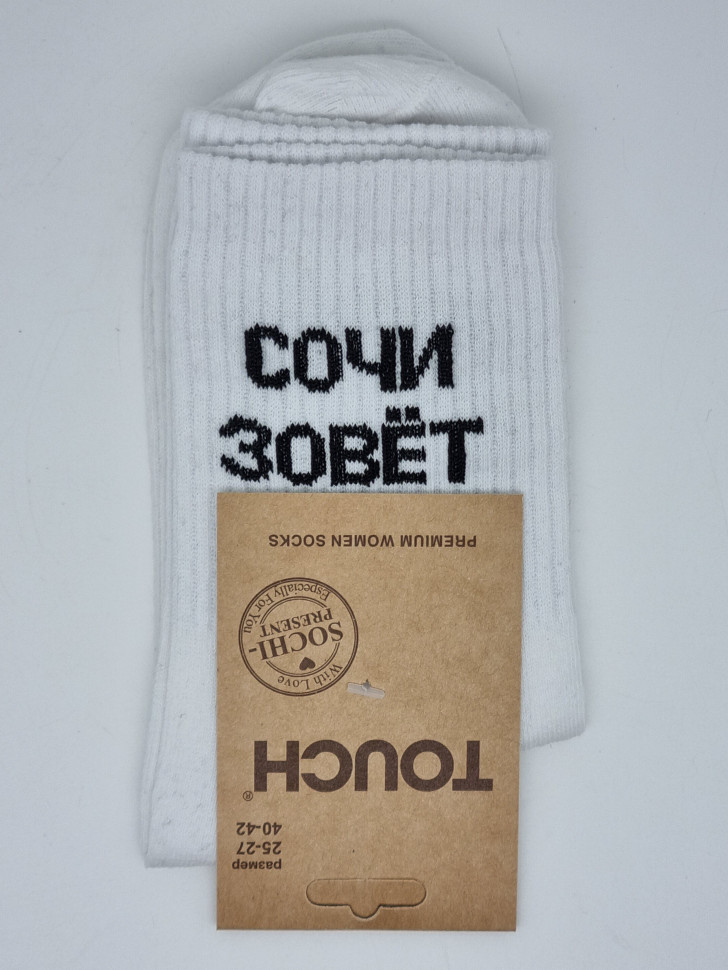 СОЧИ
ЗОВЁТ
размер
25-27
40-42
TOUCH®
With Love
SOCHI-
PRESENT
Especially For You
PREMIUM WOMEN SOCKS